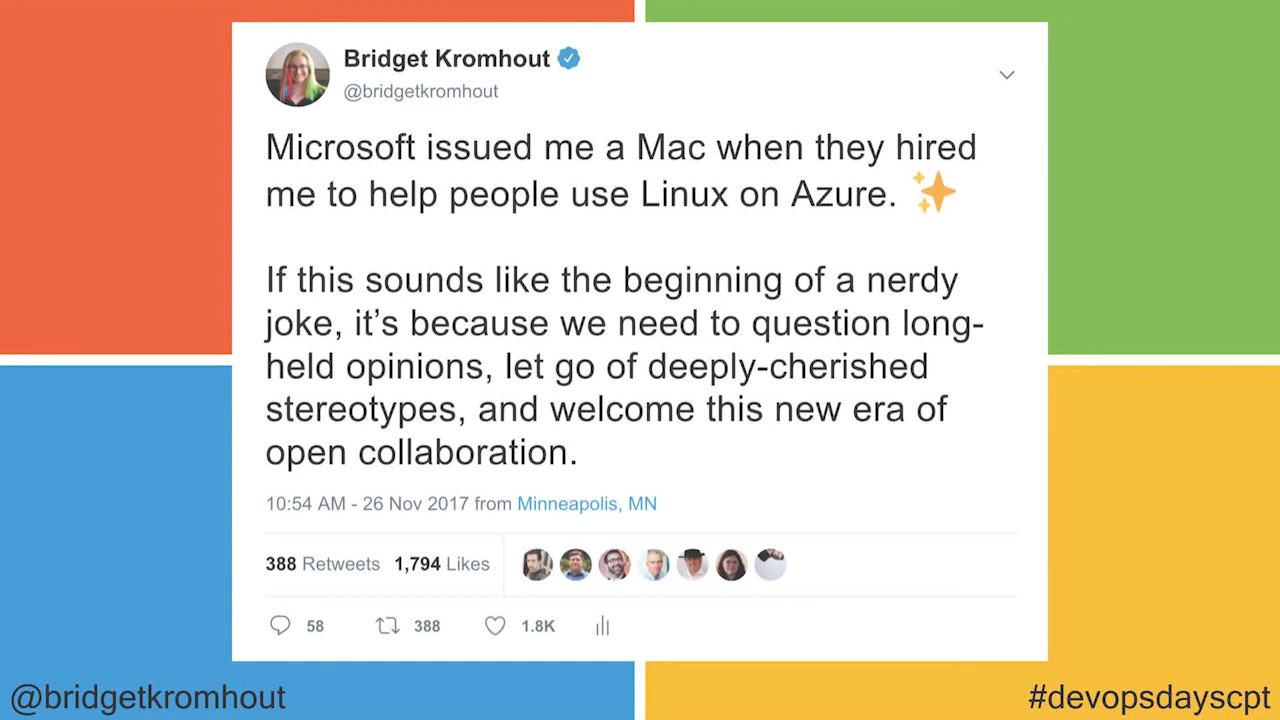 Bridget Kromhout
@bridgetkromhout
Microsoft issued me a Mac when they hired
me to help people use Linux on Azure. ✨
If this sounds like the beginning of a nerdy
joke, it’s because we need to question long-
held opinions, let go of deeply-cherished
stereotypes, and welcome this new era of
open collaboration.
10:54 AM - 26 Nov 2017 from Minneapolis, MN
388 Retweets 1,794 Likes
58 388 1.8K
@bridgetkromhout
#devopsdayscpt